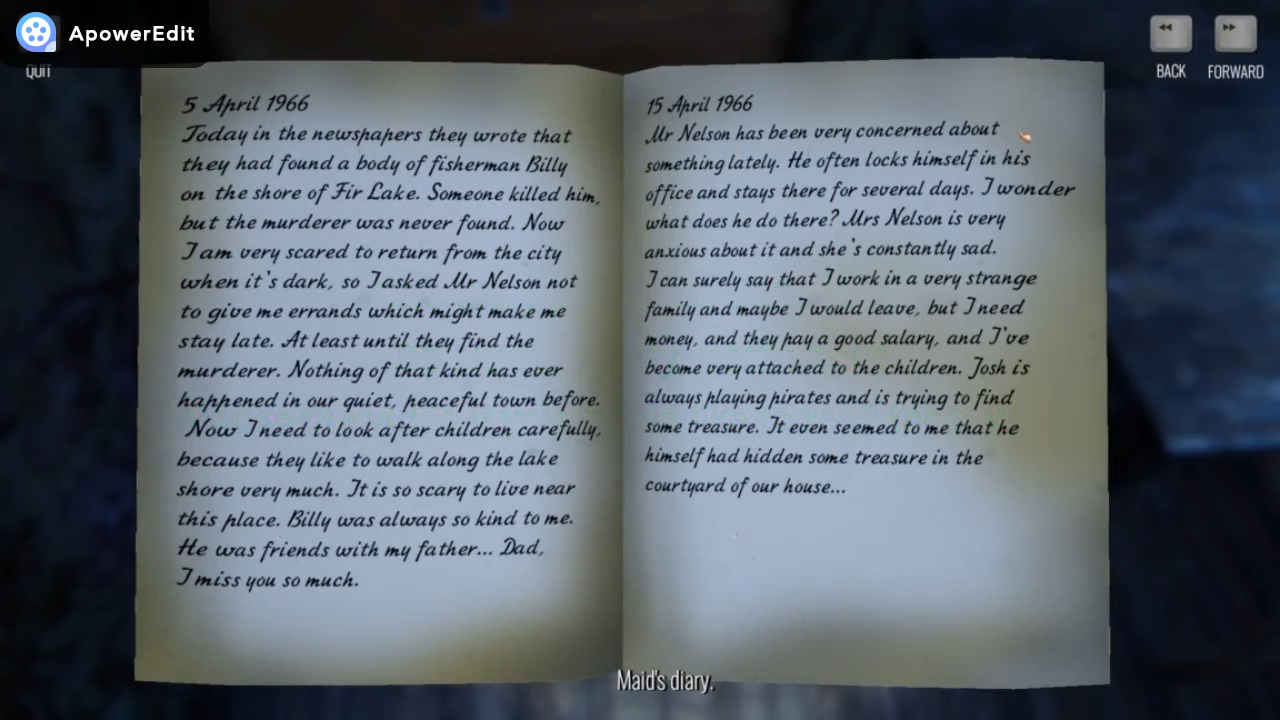 ApowerEdit
QUIT
BACK
FORWARD
5 April 1966
Today in the newspapers they wrote that
they had found a body of fisherman Billy
on the shore of Fir Lake. Someone killed him,
but the murderer was never found. Now
I am very scared to return from the city
when it's dark, so I asked Mr Nelson not
to give me errands which might make me
stay late. At least until they find the
murderer. Nothing of that kind has ever
happened in our quiet, peaceful town before.
Now I need to look after children carefully,
because they like to walk along the lake
shore very much. It is so scary to live near
this place. Billy was always so kind to me.
He was friends with my father... Dad,
I miss you so much.
15 April 1966
Mr Nelson has been very concerned about
something lately. He often locks himself in his
office and stays there for several days. I wonder
what does he do there? Mrs Nelson is very
anxious about it and she's constantly sad.
I can surely say that I work in a very strange
family and maybe I would leave, but I need
money, and they pay a good salary, and I've
become very attached to the children. Josh is
always playing pirates and is trying to find
some treasure. It even seemed to me that he
himself had hidden some treasure in the
courtyard of our house...
Maid's diary.